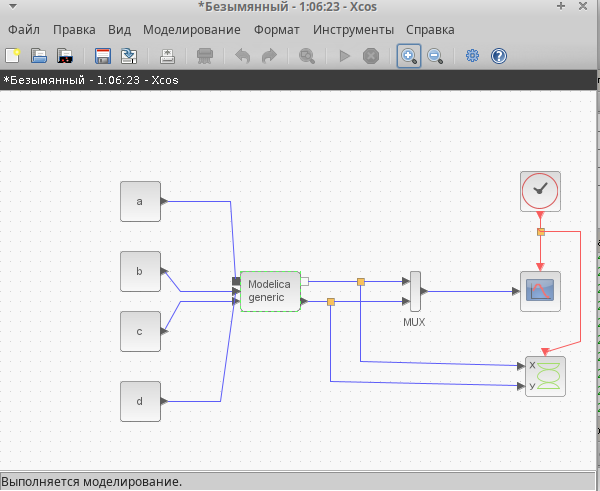 *Безымянный - 1:06:23 - Xcos
Файл Правка Вид Моделирование Формат Инструменты Справка
*Безымянный - 1:06:23 - Xcos
a
b
Modelica
generic
c
MUX
X
y
d
Выполняется моделирование.